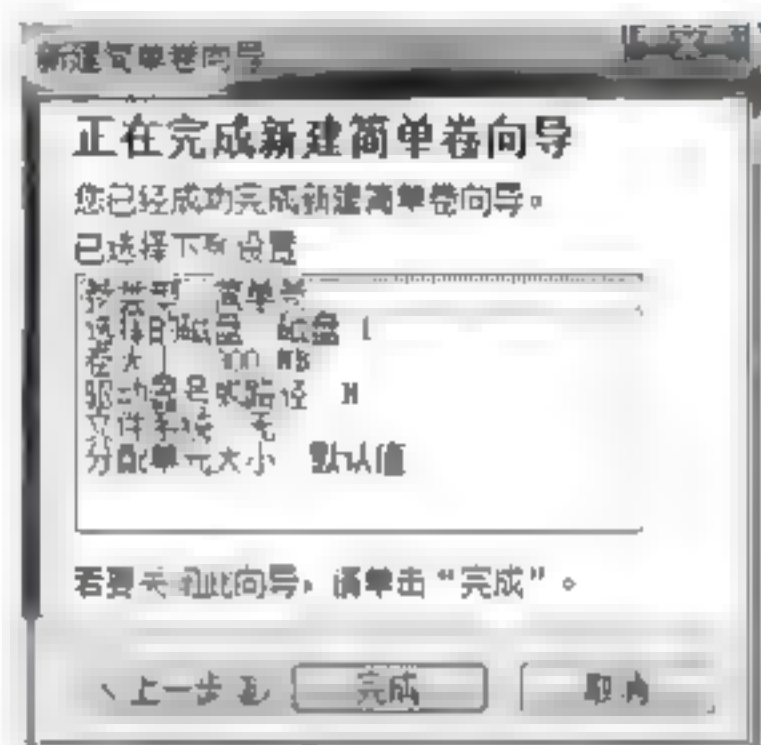 新建简单卷向导
正在完成新建简单卷向导
您已经成功完成新建简单卷向导。
已选择下列设置
卷类型 简单卷
选择的磁盘 磁盘 1
卷大小 300 MB
驱动器号或路径 M
文件系统 无
分配单元大小 默认值
若要关闭此向导，请单击“完成”。
上一步 完成 取消